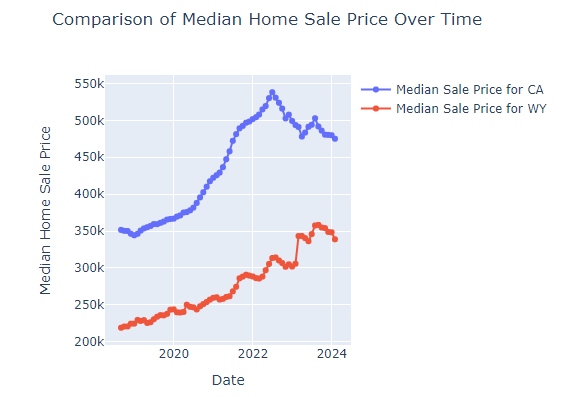 Comparison of Median Home Sale Price Over Time
550k
500k
450k
400k
350k
300k
250k
200k
Median Home Sale Price
2020
2022
2024
Date
Median Sale Price for CA
Median Sale Price for WY